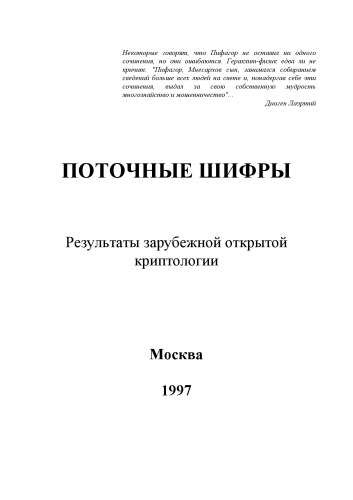 Некоторые говорят, что Пифагор не оставил ни одного
сочинения, но они ошибаются. Гераклит-физик едва ли не
кричит: "Пифагор, Мнесархов сын, занимался собиранием
сведений больше всех людей на свете и, понадергав себе эти
сочинения, выдал за свою собственную мудрость
многознайство и мошенничество"...
Диоген Лаэртий
ПОТОЧНЫЕ ШИФРЫ
Результаты зарубежной открытой
криптологии
Москва
1997